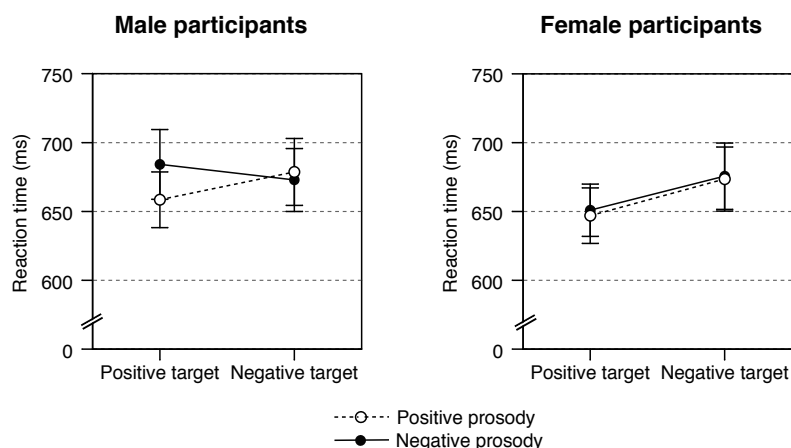 Male participants
Female participants
750
700
650
600
0
Reaction time (ms)
Positive target Negative target
750
700
650
600
0
Reaction time (ms)
Positive target Negative target
Positive prosody
Negative prosody